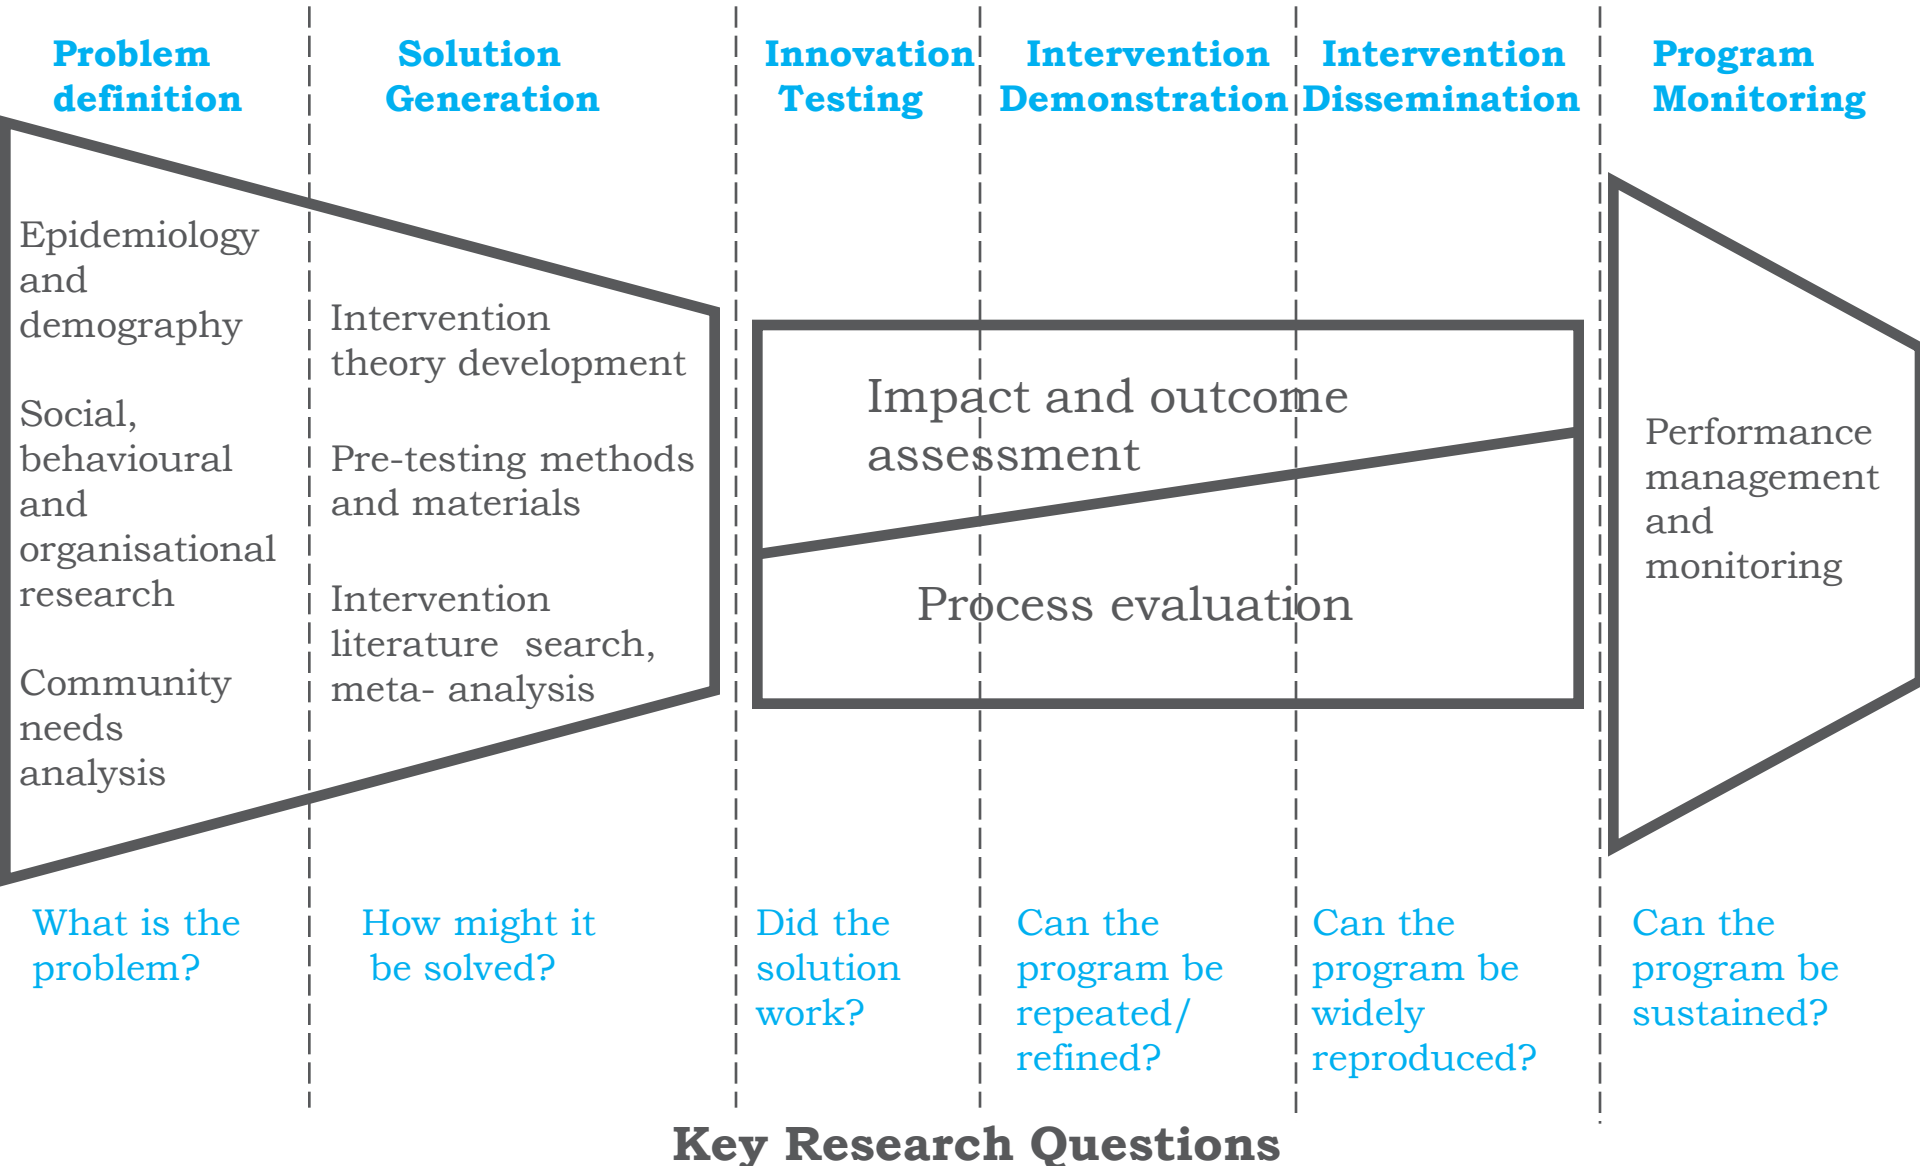 Problem
definition
Solution
Generation
Innovation
Testing
Intervention
Demonstration
Intervention
Dissemination
Program
Monitoring
Epidemiology
and
demography
Social,
behavioural
and
organisational
research
Community
needs
analysis
Intervention
theory development
Pre-testing methods
and materials
Intervention
literature search,
meta- analysis
Impact and outcome
assessment
Process evaluation
Performance
management
and
monitoring
What is the
problem?
How might it
be solved?
Did the
solution
work?
Can the
program be
repeated/
refined?
Can the
program be
widely
reproduced?
Can the
program be
sustained?
Key Research Questions